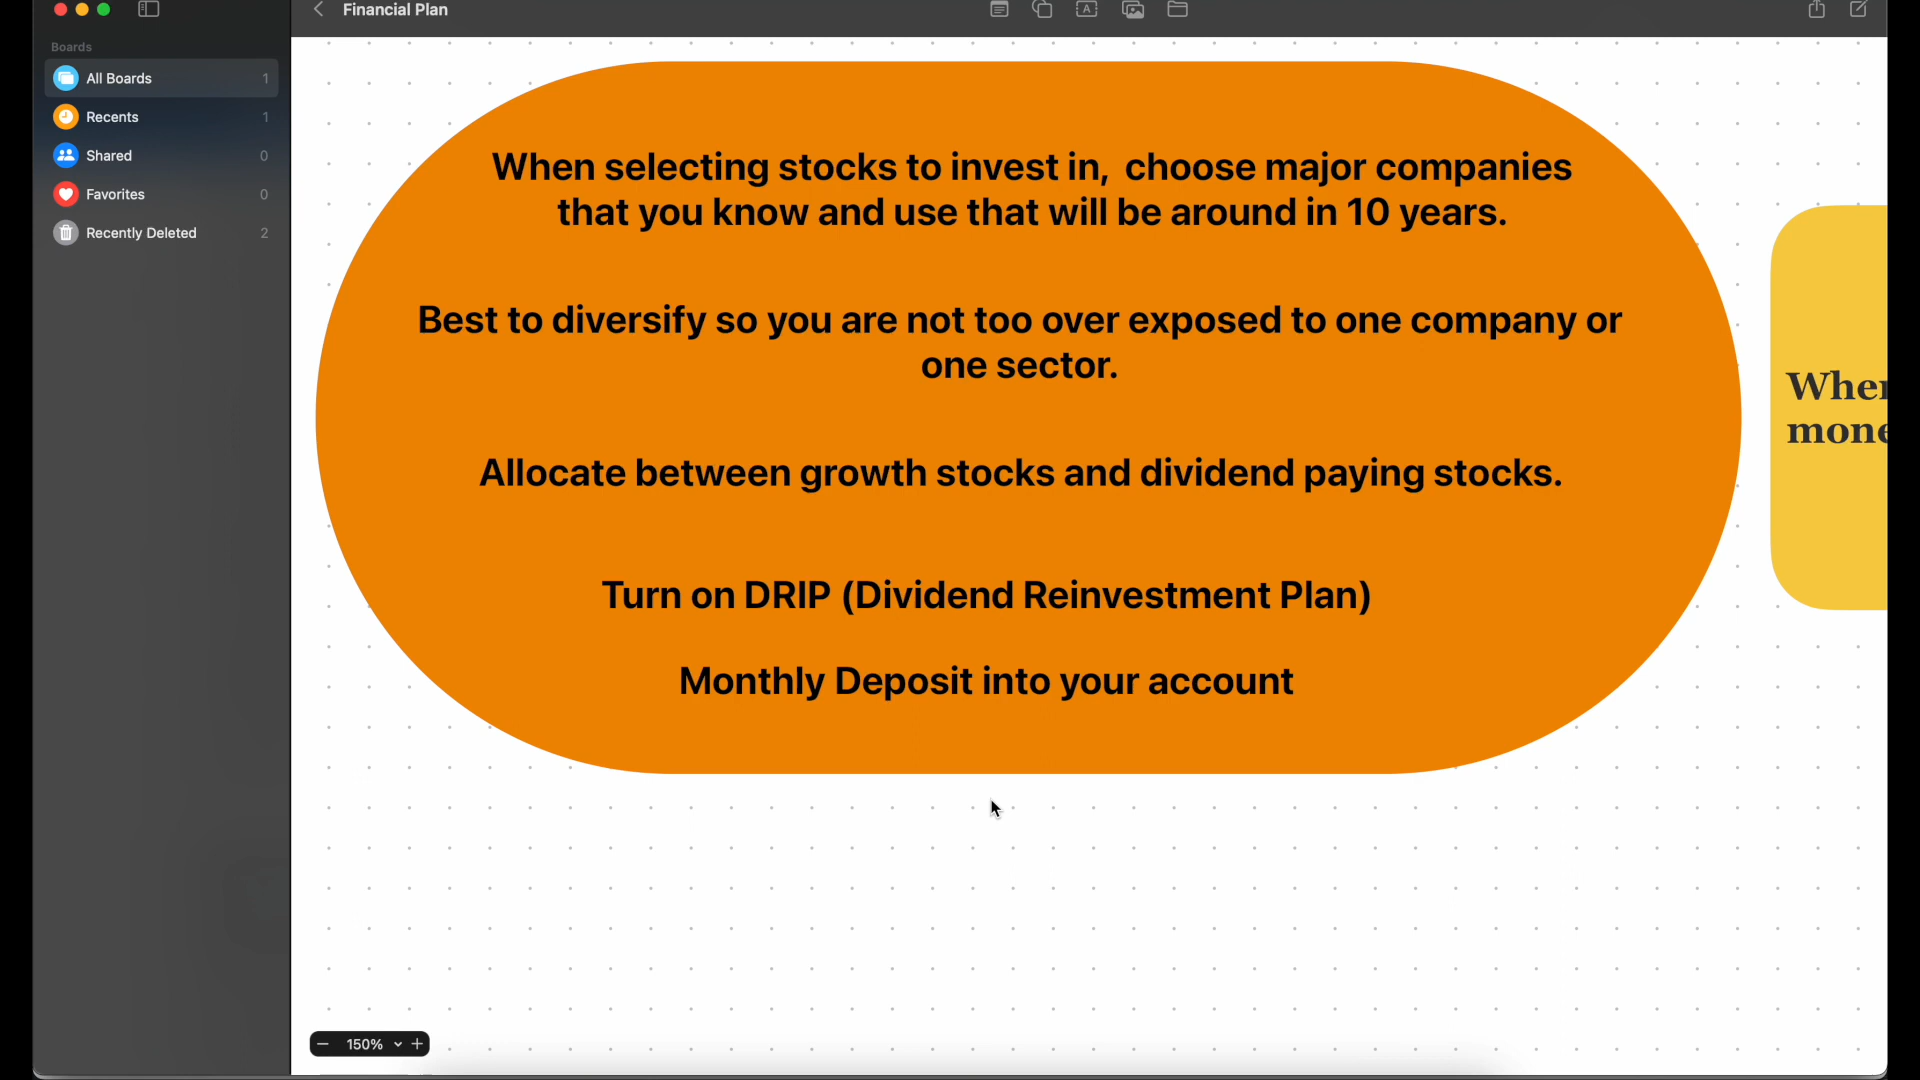 Financial Plan
Boards
All Boards 1
Recents 1
Shared 0
Favorites 0
Recently Deleted 2
When selecting stocks to invest in, choose major companies
that you know and use that will be around in 10 years.
Best to diversify so you are not too over exposed to one company or
one sector.
Allocate between growth stocks and dividend paying stocks.
Turn on DRIP (Dividend Reinvestment Plan)
Monthly Deposit into your account
150%